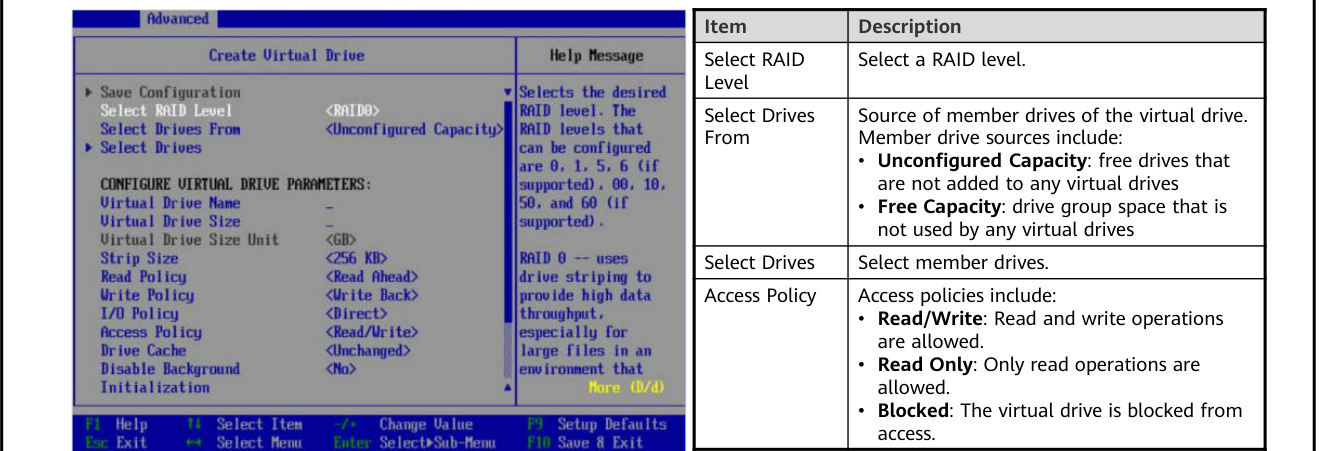 Advanced
Create Virtual Drive
Help Message
Save Configuration
Select RAID Level <RAID0>
Select Drives From <Unconfigured Capacity>
Select Drives
CONFIGURE VIRTUAL DRIVE PARAMETERS:
Virtual Drive Name _
Virtual Drive Size _
Virtual Drive Size Unit <GB>
Strip Size <256 KB>
Read Policy <Read Ahead>
Write Policy <Write Back>
I/O Policy <Direct>
Access Policy <Read/Write>
Drive Cache <Unchanged>
Disable Background <No>
Initialization
Selects the desired
RAID level. The
RAID levels that
can be configured
are 0, 1, 5, 6 (if
supported), 00, 10,
50, and 60 (if
supported).
RAID 0 -- uses
drive striping to
provide high data
throughput,
especially for
large files in an
environment that
More (D/d)
F1 Help ↑↓ Select Item -/+ Change Value F9 Setup Defaults
Esc Exit ↔ Select Menu Enter Select▶Sub-Menu F10 Save & Exit
Item Description
Select RAID
Level
Select a RAID level.
Select Drives
From
Source of member drives of the virtual drive.
Member drive sources include:
• Unconfigured Capacity: free drives that
are not added to any virtual drives
• Free Capacity: drive group space that is
not used by any virtual drives
Select Drives Select member drives.
Access Policy Access policies include:
• Read/Write: Read and write operations
are allowed.
• Read Only: Only read operations are
allowed.
• Blocked: The virtual drive is blocked from
access.